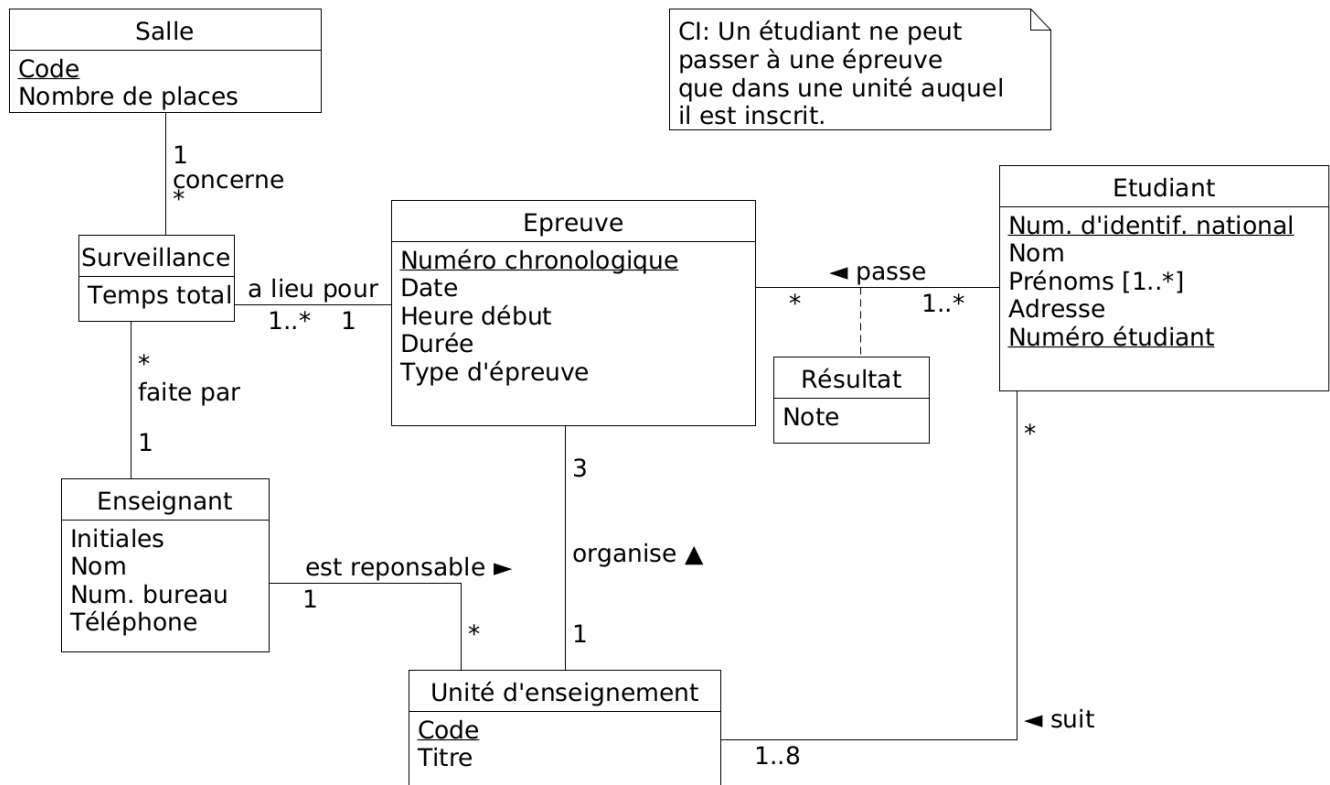 Salle
Code
Nombre de places
CI: Un étudiant ne peut
passer à une épreuve
que dans une unité auquel
il est inscrit.
1
concerne
*
Surveillance
Temps total
a lieu pour
1..*
1
Epreuve
Numéro chronologique
Date
Heure début
Durée
Type d'épreuve
◄ passe
*
1..*
Résultat
Note
Etudiant
Num. d'identif. national
Nom
Prénoms [1..*]
Adresse
Numéro étudiant
*
faite par
1
Enseignant
Initiales
Nom
Num. bureau
Téléphone
est reponsable ►
1
*
3
organise ▲
1
*
◄ suit
1..8
Unité d'enseignement
Code
Titre